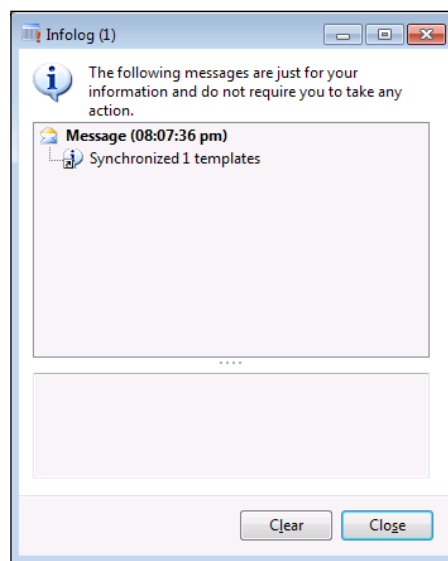 Infolog (1)
The following messages are just for your
information and do not require you to take any
action.
Message (08:07:36 pm)
Synchronized 1 templates
Clear
Close